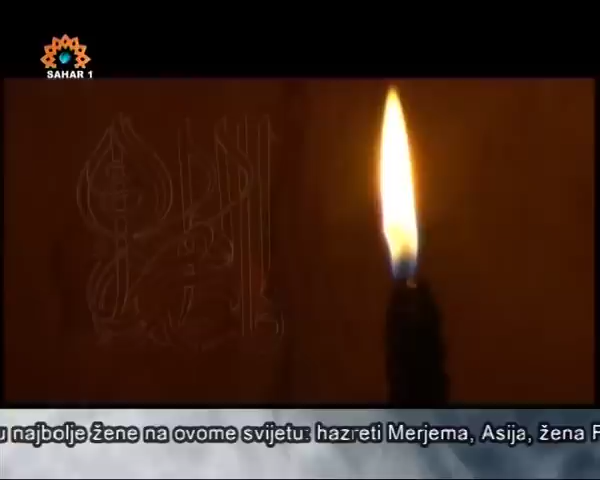 SAHAR 1
najbolje žene na ovome svijetu: hazreti Merjema, Asija, žena